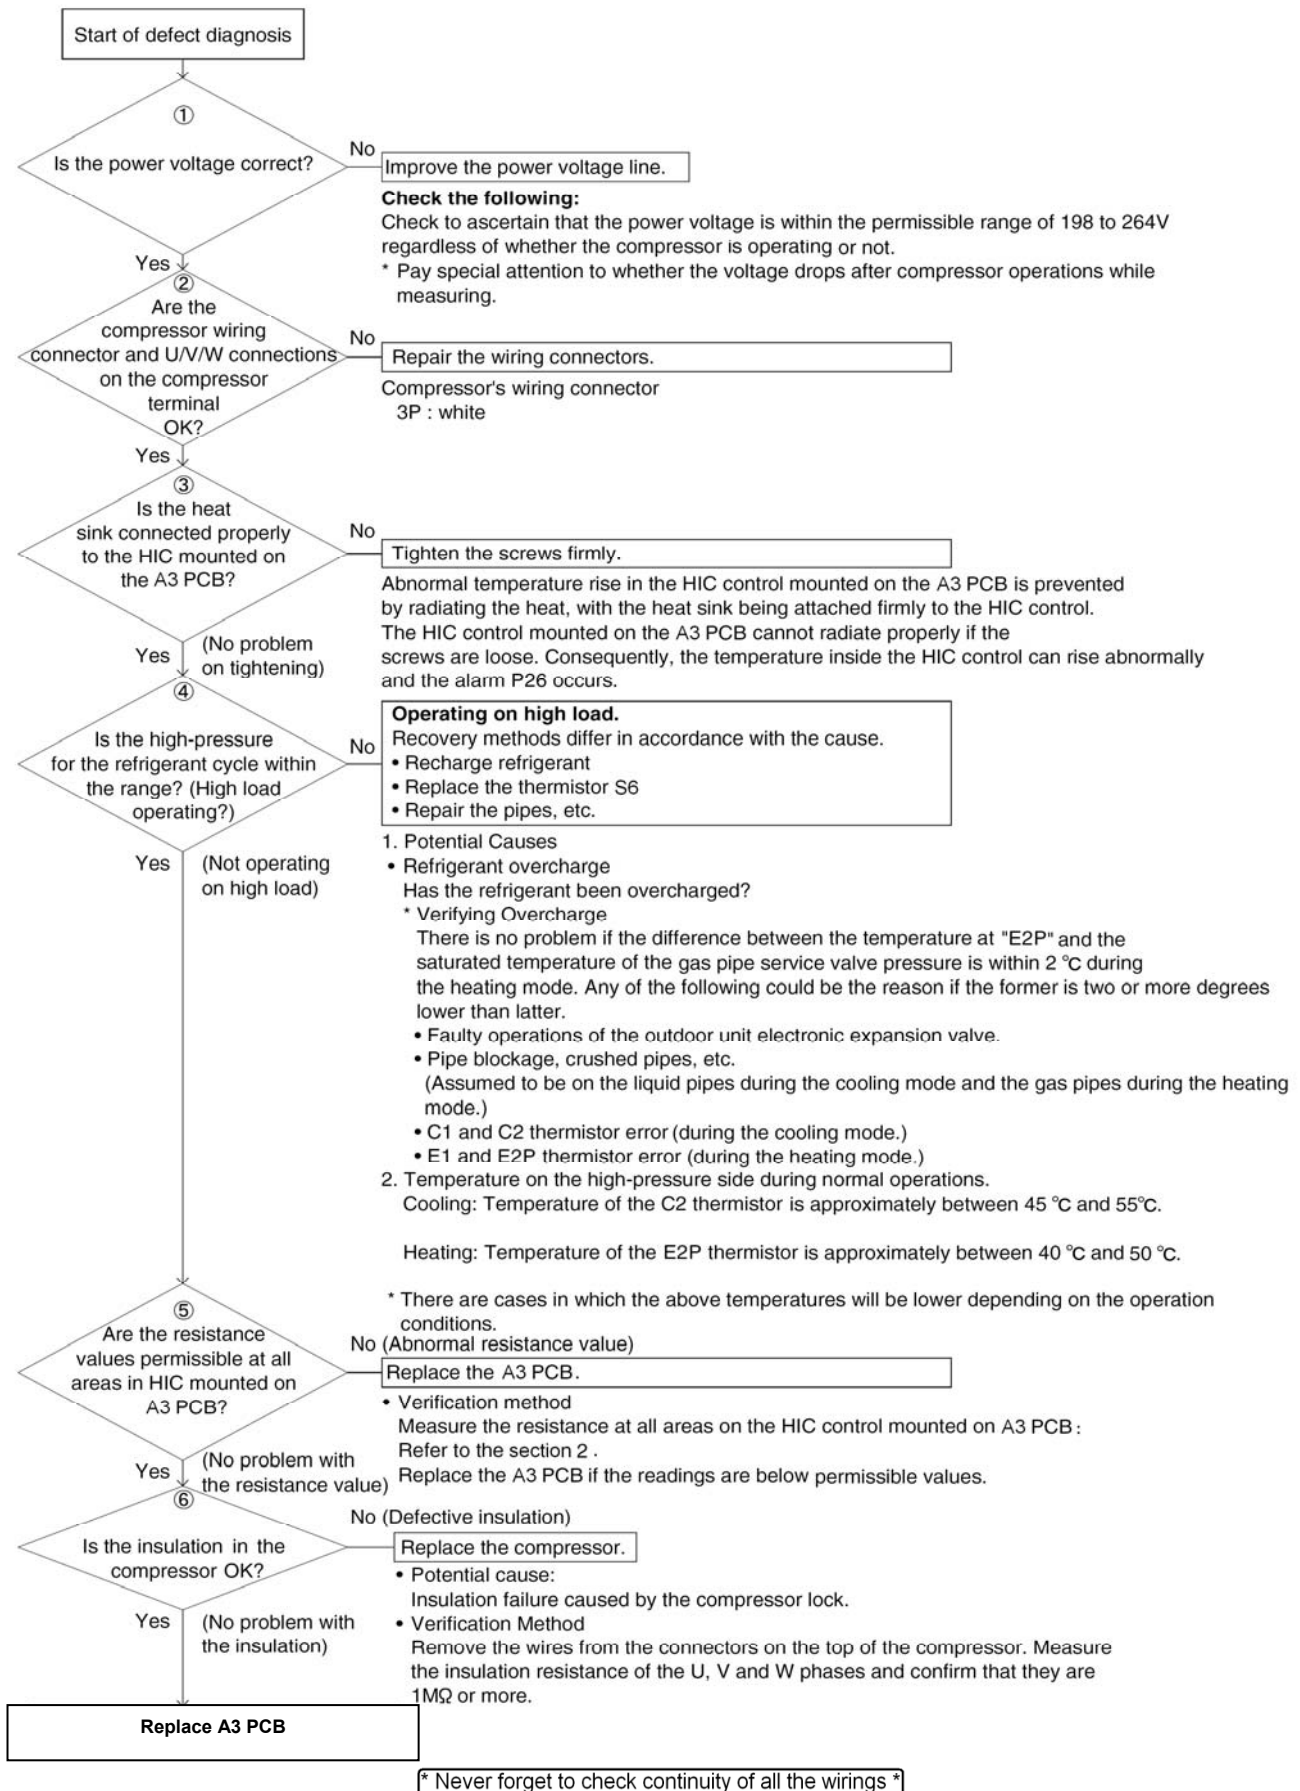 Start of defect diagnosis
①
Is the power voltage correct?
No
Improve the power voltage line.
Check the following:
Check to ascertain that the power voltage is within the permissible range of 198 to 264V
regardless of whether the compressor is operating or not.
* Pay special attention to whether the voltage drops after compressor operations while
measuring.
Yes
②
Are the
compressor wiring
connector and U/V/W connections
on the compressor
terminal
OK?
No
Repair the wiring connectors.
Compressor's wiring connector
3P : white
Yes
③
Is the heat
sink connected properly
to the HIC mounted on
the A3 PCB?
No
Tighten the screws firmly.
Abnormal temperature rise in the HIC control mounted on the A3 PCB is prevented
by radiating the heat, with the heat sink being attached firmly to the HIC control.
The HIC control mounted on the A3 PCB cannot radiate properly if the
screws are loose. Consequently, the temperature inside the HIC control can rise abnormally
and the alarm P26 occurs.
Yes
(No problem
on tightening)
④
Is the high-pressure
for the refrigerant cycle within
the range? (High load
operating?)
No
Operating on high load.
Recovery methods differ in accordance with the cause.
• Recharge refrigerant
• Replace the thermistor S6
• Repair the pipes, etc.
Yes
(Not operating
on high load)
1. Potential Causes
• Refrigerant overcharge
Has the refrigerant been overcharged?
* Verifying Overcharge
There is no problem if the difference between the temperature at "E2P" and the
saturated temperature of the gas pipe service valve pressure is within 2 °C during
the heating mode. Any of the following could be the reason if the former is two or more degrees
lower than latter.
• Faulty operations of the outdoor unit electronic expansion valve.
• Pipe blockage, crushed pipes, etc.
(Assumed to be on the liquid pipes during the cooling mode and the gas pipes during the heating
mode.)
• C1 and C2 thermistor error (during the cooling mode.)
• E1 and E2P thermistor error (during the heating mode.)
2. Temperature on the high-pressure side during normal operations.
Cooling: Temperature of the C2 thermistor is approximately between 45 °C and 55°C.
Heating: Temperature of the E2P thermistor is approximately between 40 °C and 50 °C.
* There are cases in which the above temperatures will be lower depending on the operation
conditions.
⑤
Are the resistance
values permissible at all
areas in HIC mounted on
A3 PCB?
No (Abnormal resistance value)
Replace the A3 PCB.
• Verification method
Measure the resistance at all areas on the HIC control mounted on A3 PCB :
Refer to the section 2 .
Replace the A3 PCB if the readings are below permissible values.
Yes
(No problem with
the resistance value)
⑥
Is the insulation in the
compressor OK?
No (Defective insulation)
Replace the compressor.
• Potential cause:
Insulation failure caused by the compressor lock.
• Verification Method
Remove the wires from the connectors on the top of the compressor. Measure
the insulation resistance of the U, V and W phases and confirm that they are
1MΩ or more.
Yes
(No problem with
the insulation)
Replace A3 PCB
* Never forget to check continuity of all the wirings *